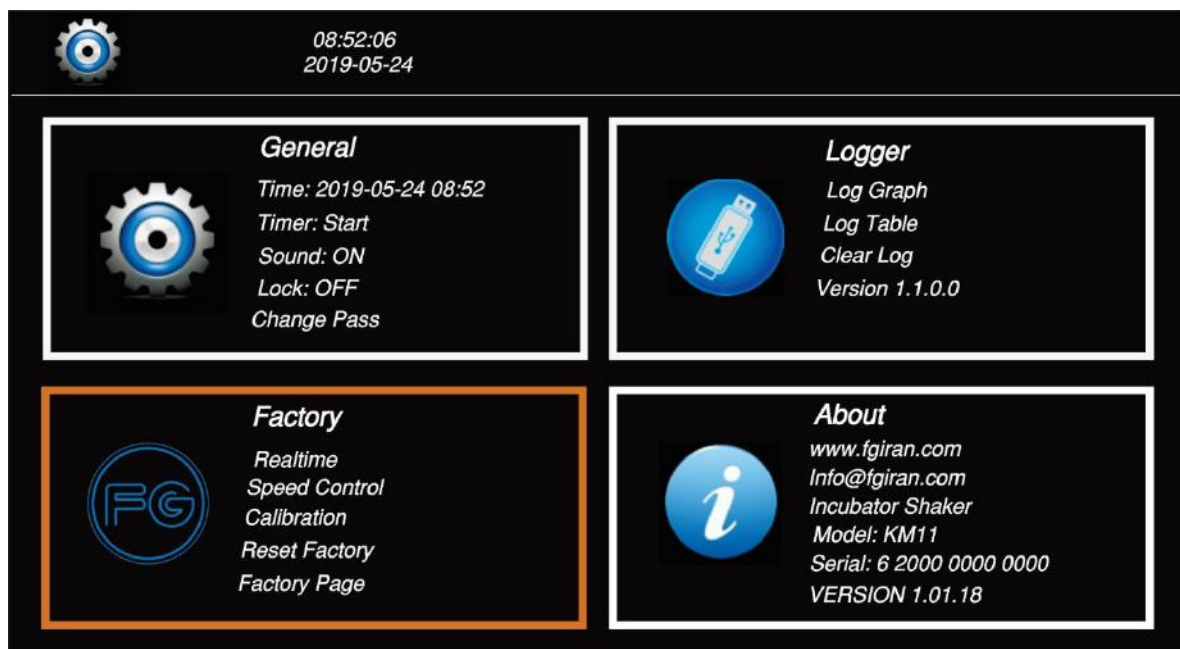 08:52:06
2019-05-24
General
Time: 2019-05-24 08:52
Timer: Start
Sound: ON
Lock: OFF
Change Pass
Logger
Log Graph
Log Table
Clear Log
Version 1.1.0.0
Factory
FG
Realtime
Speed Control
Calibration
Reset Factory
Factory Page
About
i
www.fgiran.com
Info@fgiran.com
Incubator Shaker
Model: KM11
Serial: 6 2000 0000 0000
VERSION 1.01.18